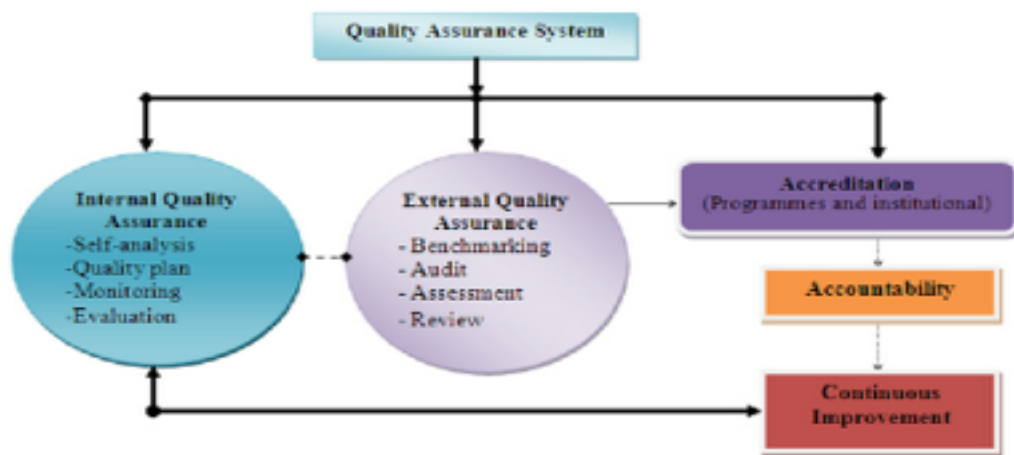 Quality Assurance System
Internal Quality
Assurance
-Self-analysis
-Quality plan
-Monitoring
-Evaluation
External Quality
Assurance
- Benchmarking
- Audit
- Assessment
- Review
Accreditation
(Programmes and institutional)
Accountability
Continuous
Improvement